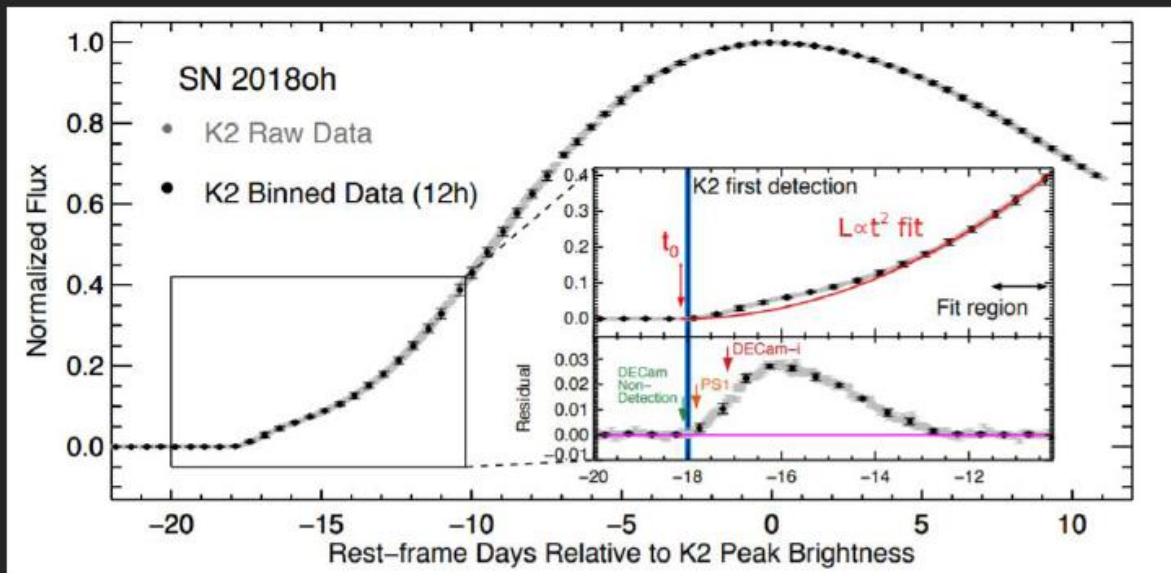 SN 2018oh
K2 Raw Data
K2 Binned Data (12h)
Normalized Flux
1.0
0.8
0.6
0.4
0.2
0.0
K2 first detection
L∝t² fit
t₀
Fit region
0.4
0.3
0.2
0.1
0.0
DECam-i
PS1
DECam
Non-
Detection
Residual
0.03
0.02
0.01
0.00
-0.01
-20
-18
-16
-14
-12
-20
-15
-10
-5
0
5
10
Rest-frame Days Relative to K2 Peak Brightness